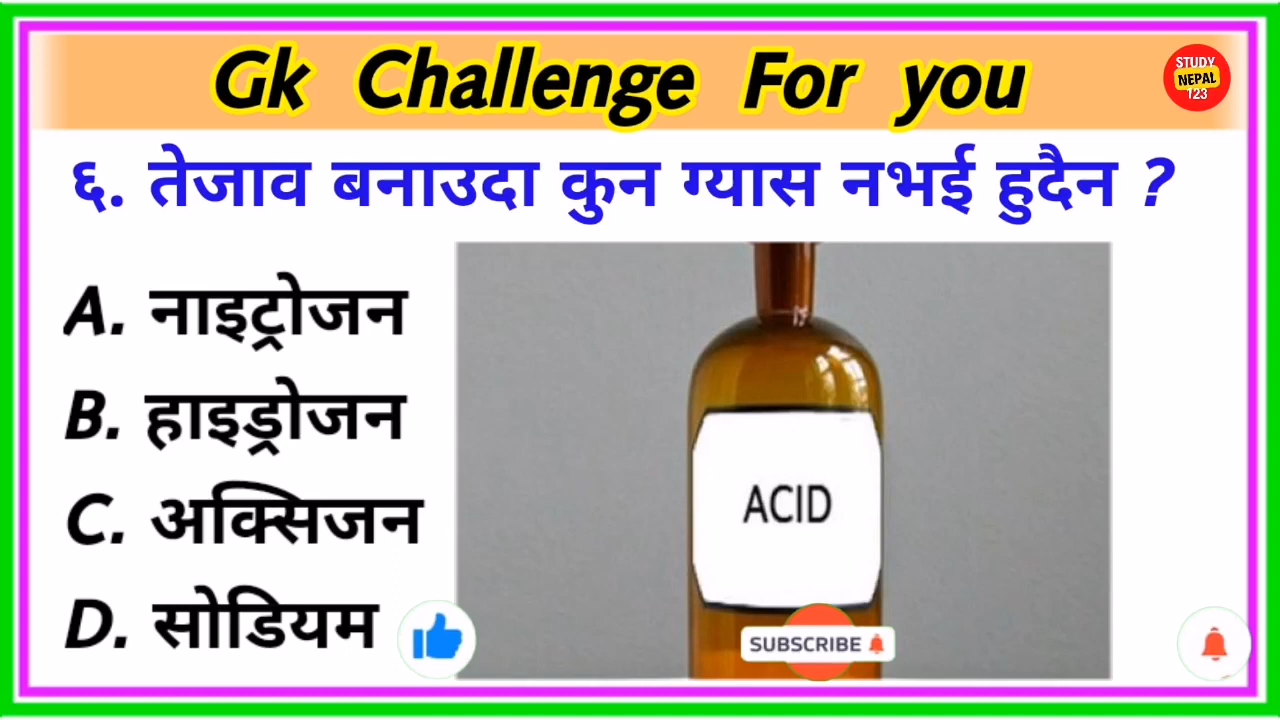 Gk Challenge For you
STUDY
NEPAL
123
६. तेजाव बनाउदा कुन ग्यास नभई हुदैन ?
A. नाइट्रोजन
B. हाइड्रोजन
C. अक्सिजन
D. सोडियम
ACID
SUBSCRIBE